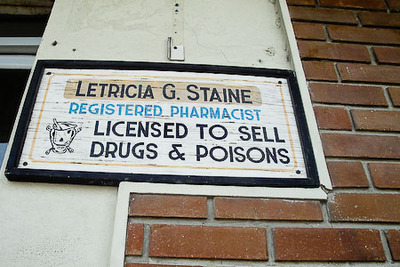 LETRICIA G. STAINE
REGISTERED PHARMACIST
LICENSED TO SELL
DRUGS & POISONS